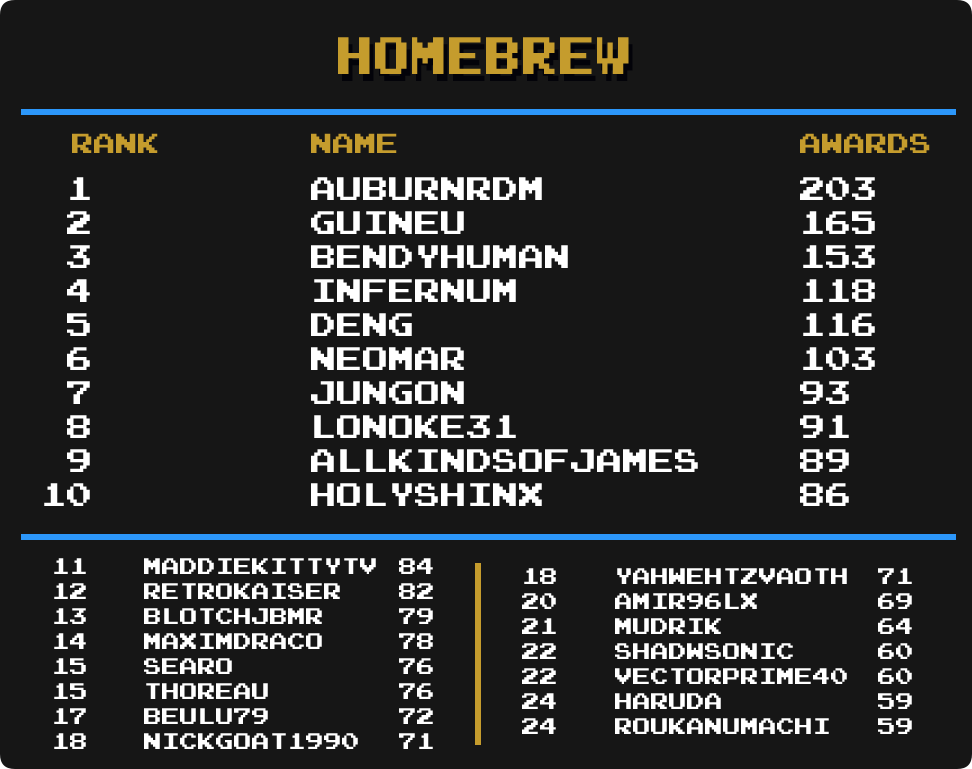 HOMEBREW
RANK NAME AWARDS
1 AUBURNRDM 203
2 GUINEU 165
3 BENDYHUMAN 153
4 INFERNUM 118
5 DENG 116
6 NEOMAR 103
7 JUNGON 93
8 LONOKE31 91
9 ALLKINDSOFJAMES 89
10 HOLYSHINX 86
11 MADDIEKITTYTV 84
12 RETROKAISER 82
13 BLOTCHJBMR 79
14 MAXIMDRACO 78
15 SEARO 76
15 THOREAU 76
17 BEULU79 72
18 NICKGOAT1990 71
18 YAHWEHTZVAOTH 71
20 AMIR96LX 69
21 MUDRIK 64
22 SHADWSONIC 60
22 VECTORPRIME40 60
24 HARUDA 59
24 ROUKANUMACHI 59